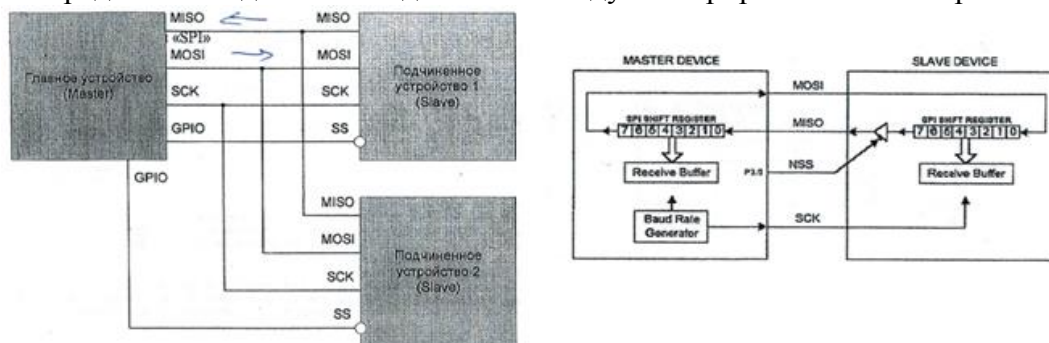 MISO
MISO
«SPI»
MOSI
MOSI
Главное устройство
(Master)
Подчиненное
устройство 1
(Slave)
SCK
SCK
GPIO
SS
GPIO
MISO
MOSI
Подчиненное
устройство 2
(Slave)
SCK
SS
MASTER DEVICE
SLAVE DEVICE
MOSI
SPI SHIFT REGISTER
7 6 5 4 3 2 1 0
MISO
SPI SHIFT REGISTER
7 6 5 4 3 2 1 0
Receive Buffer
NSS
Receive Buffer
Baud Rate
Generator
SCK